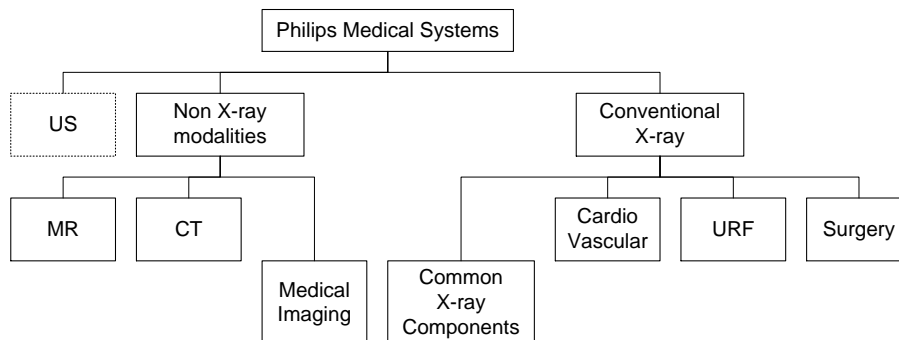 Philips Medical Systems
US
Non X-ray
modalities
Conventional
X-ray
MR
CT
Medical
Imaging
Common
X-ray
Components
Cardio
Vascular
URF
Surgery